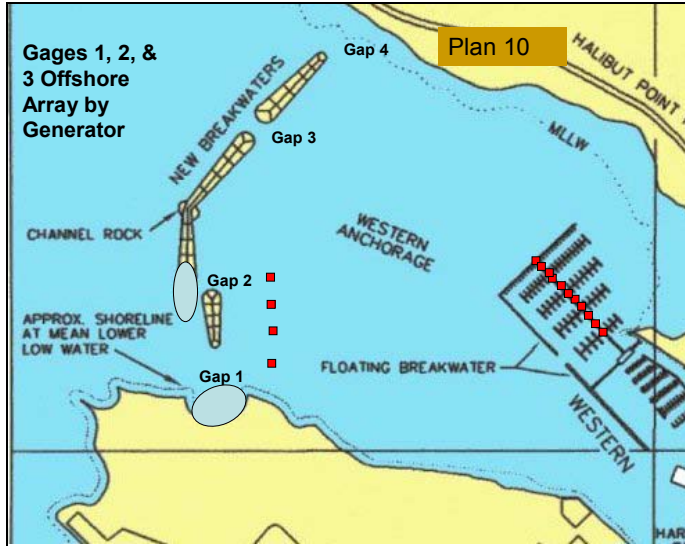 Gages 1, 2, &
3 Offshore
Array by
Generator
Gap 4
Plan 10
HALIBUT POINT
NEW BREAKWATERS
Gap 3
MLLW
CHANNEL ROCK
WESTERN
ANCHORAGE
Gap 2
APPROX. SHORELINE
AT MEAN LOWER
LOW WATER
Gap 1
FLOATING BREAKWATER
WESTERN
HAR